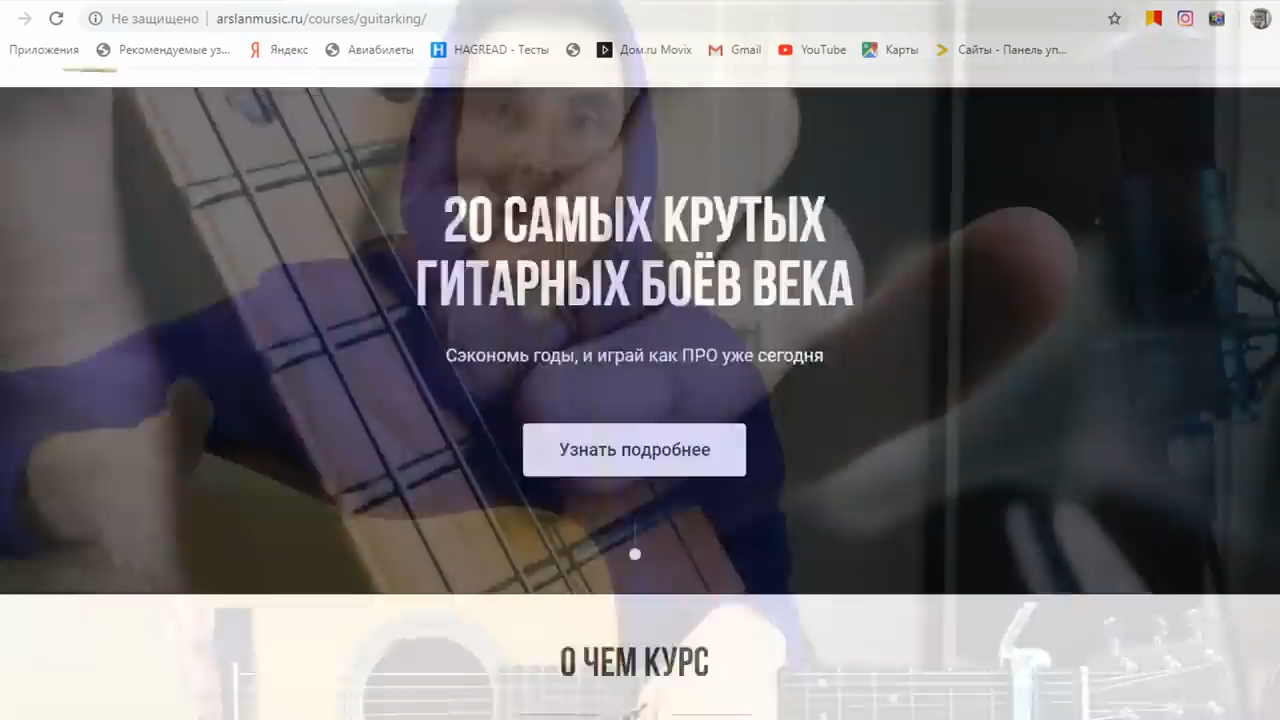 Не защищено | arslanmusic.ru/courses/guitarking/
Приложения Рекомендуемые уз... Яндекс Авиабилеты HAGREAD - Тесты Дом.ru Movix Gmail YouTube Карты Сайты - Панель уп...
20 САМЫХ КРУТЫХ
ГИТАРНЫХ БОЁВ ВЕКА
Сэкономь годы, и играй как ПРО уже сегодня
Узнать подробнее
О ЧЕМ КУРС